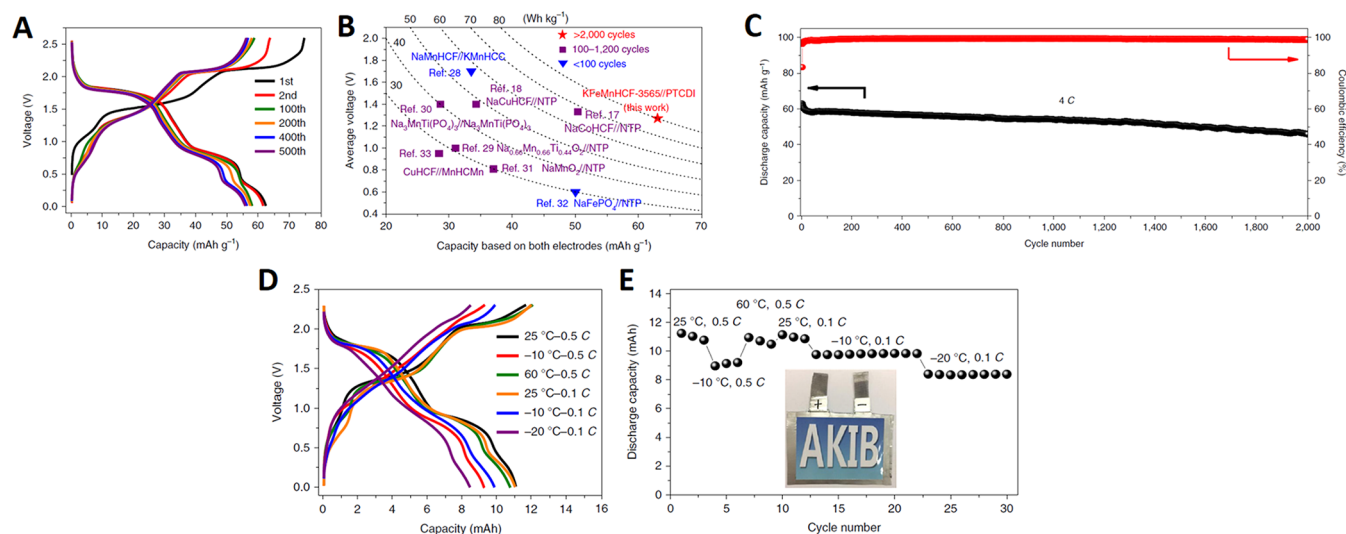 A
Voltage (V)
2.5
2.0
1.5
1.0
0.5
0.0
1st
2nd
100th
200th
400th
500th
0 10 20 30 40 50 60 70 80
Capacity (mAh g⁻¹)
B
50 60 70 80 (Wh kg⁻¹)
40
30
Average voltage (V)
2.0
1.8
1.6
1.4
1.2
1.0
0.8
0.6
0.4
>2,000 cycles
100–1,200 cycles
<100 cycles
NaMnHCF//KMnHCC
Ref. 28
Ref. 18
NaCuHCF//NTP
KFeMnHCF-3565//PTCDI
(this work)
Ref. 30
Na₃MnTi(PO₄)₃//Na₃MnTi(PO₄)₃
Ref. 17
NaCoHCF//NTP
Ref. 29 Na₀.₆₆Mn₀.₆₆Ti₀.₄₄O₂//NTP
Ref. 33
CuHCF//MnHCMn
Ref. 31 NaMnO₂//NTP
Ref. 32 NaFePO₄//NTP
20 30 40 50 60 70
Capacity based on both electrodes (mAh g⁻¹)
C
Discharge capacity (mAh g⁻¹)
100
80
60
40
20
0
4 C
100
80
60
40
20
0
Coulombic efficiency (%)
0 200 400 600 800 1,000 1,200 1,400 1,600 1,800 2,000
Cycle number
D
Voltage (V)
2.5
2.0
1.5
1.0
0.5
0.0
25 °C–0.5 C
–10 °C–0.5 C
60 °C–0.5 C
25 °C–0.1 C
–10 °C–0.1 C
–20 °C–0.1 C
0 2 4 6 8 10 12 14 16
Capacity (mAh)
E
Discharge capacity (mAh)
14
12
10
8
6
4
2
0
25 °C, 0.5 C
–10 °C, 0.5 C
60 °C, 0.5 C
25 °C, 0.1 C
–10 °C, 0.1 C
–20 °C, 0.1 C
+ –
AKIB
0 5 10 15 20 25 30
Cycle number